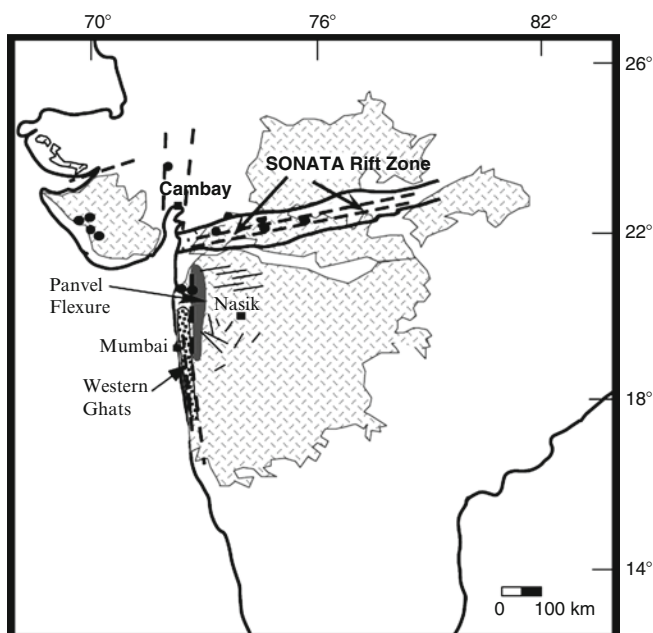 70°
76°
82°
26°
SONATA Rift Zone
Cambay
22°
Panvel
Flexure
Nasik
Mumbai
Western
Ghats
18°
14°
0 100 km